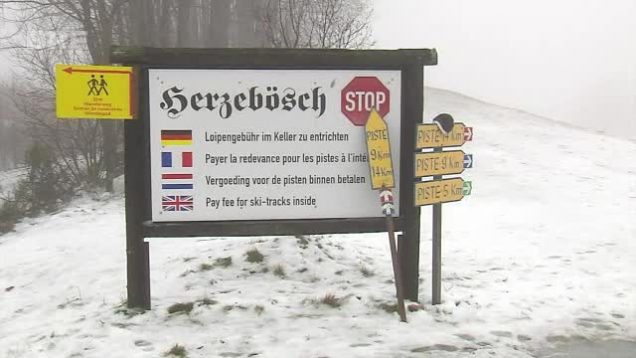 Herzebösch
STOP
Loipengebühr im Keller zu entrichten
Payer la redevance pour les pistes à l'inté
Vergoeding voor de pisten binnen betalen
Pay fee for ski-tracks inside
PISTE
9 Km
14 Km
PISTE 14 Km
PISTE 9 Km
PISTE 5 Km